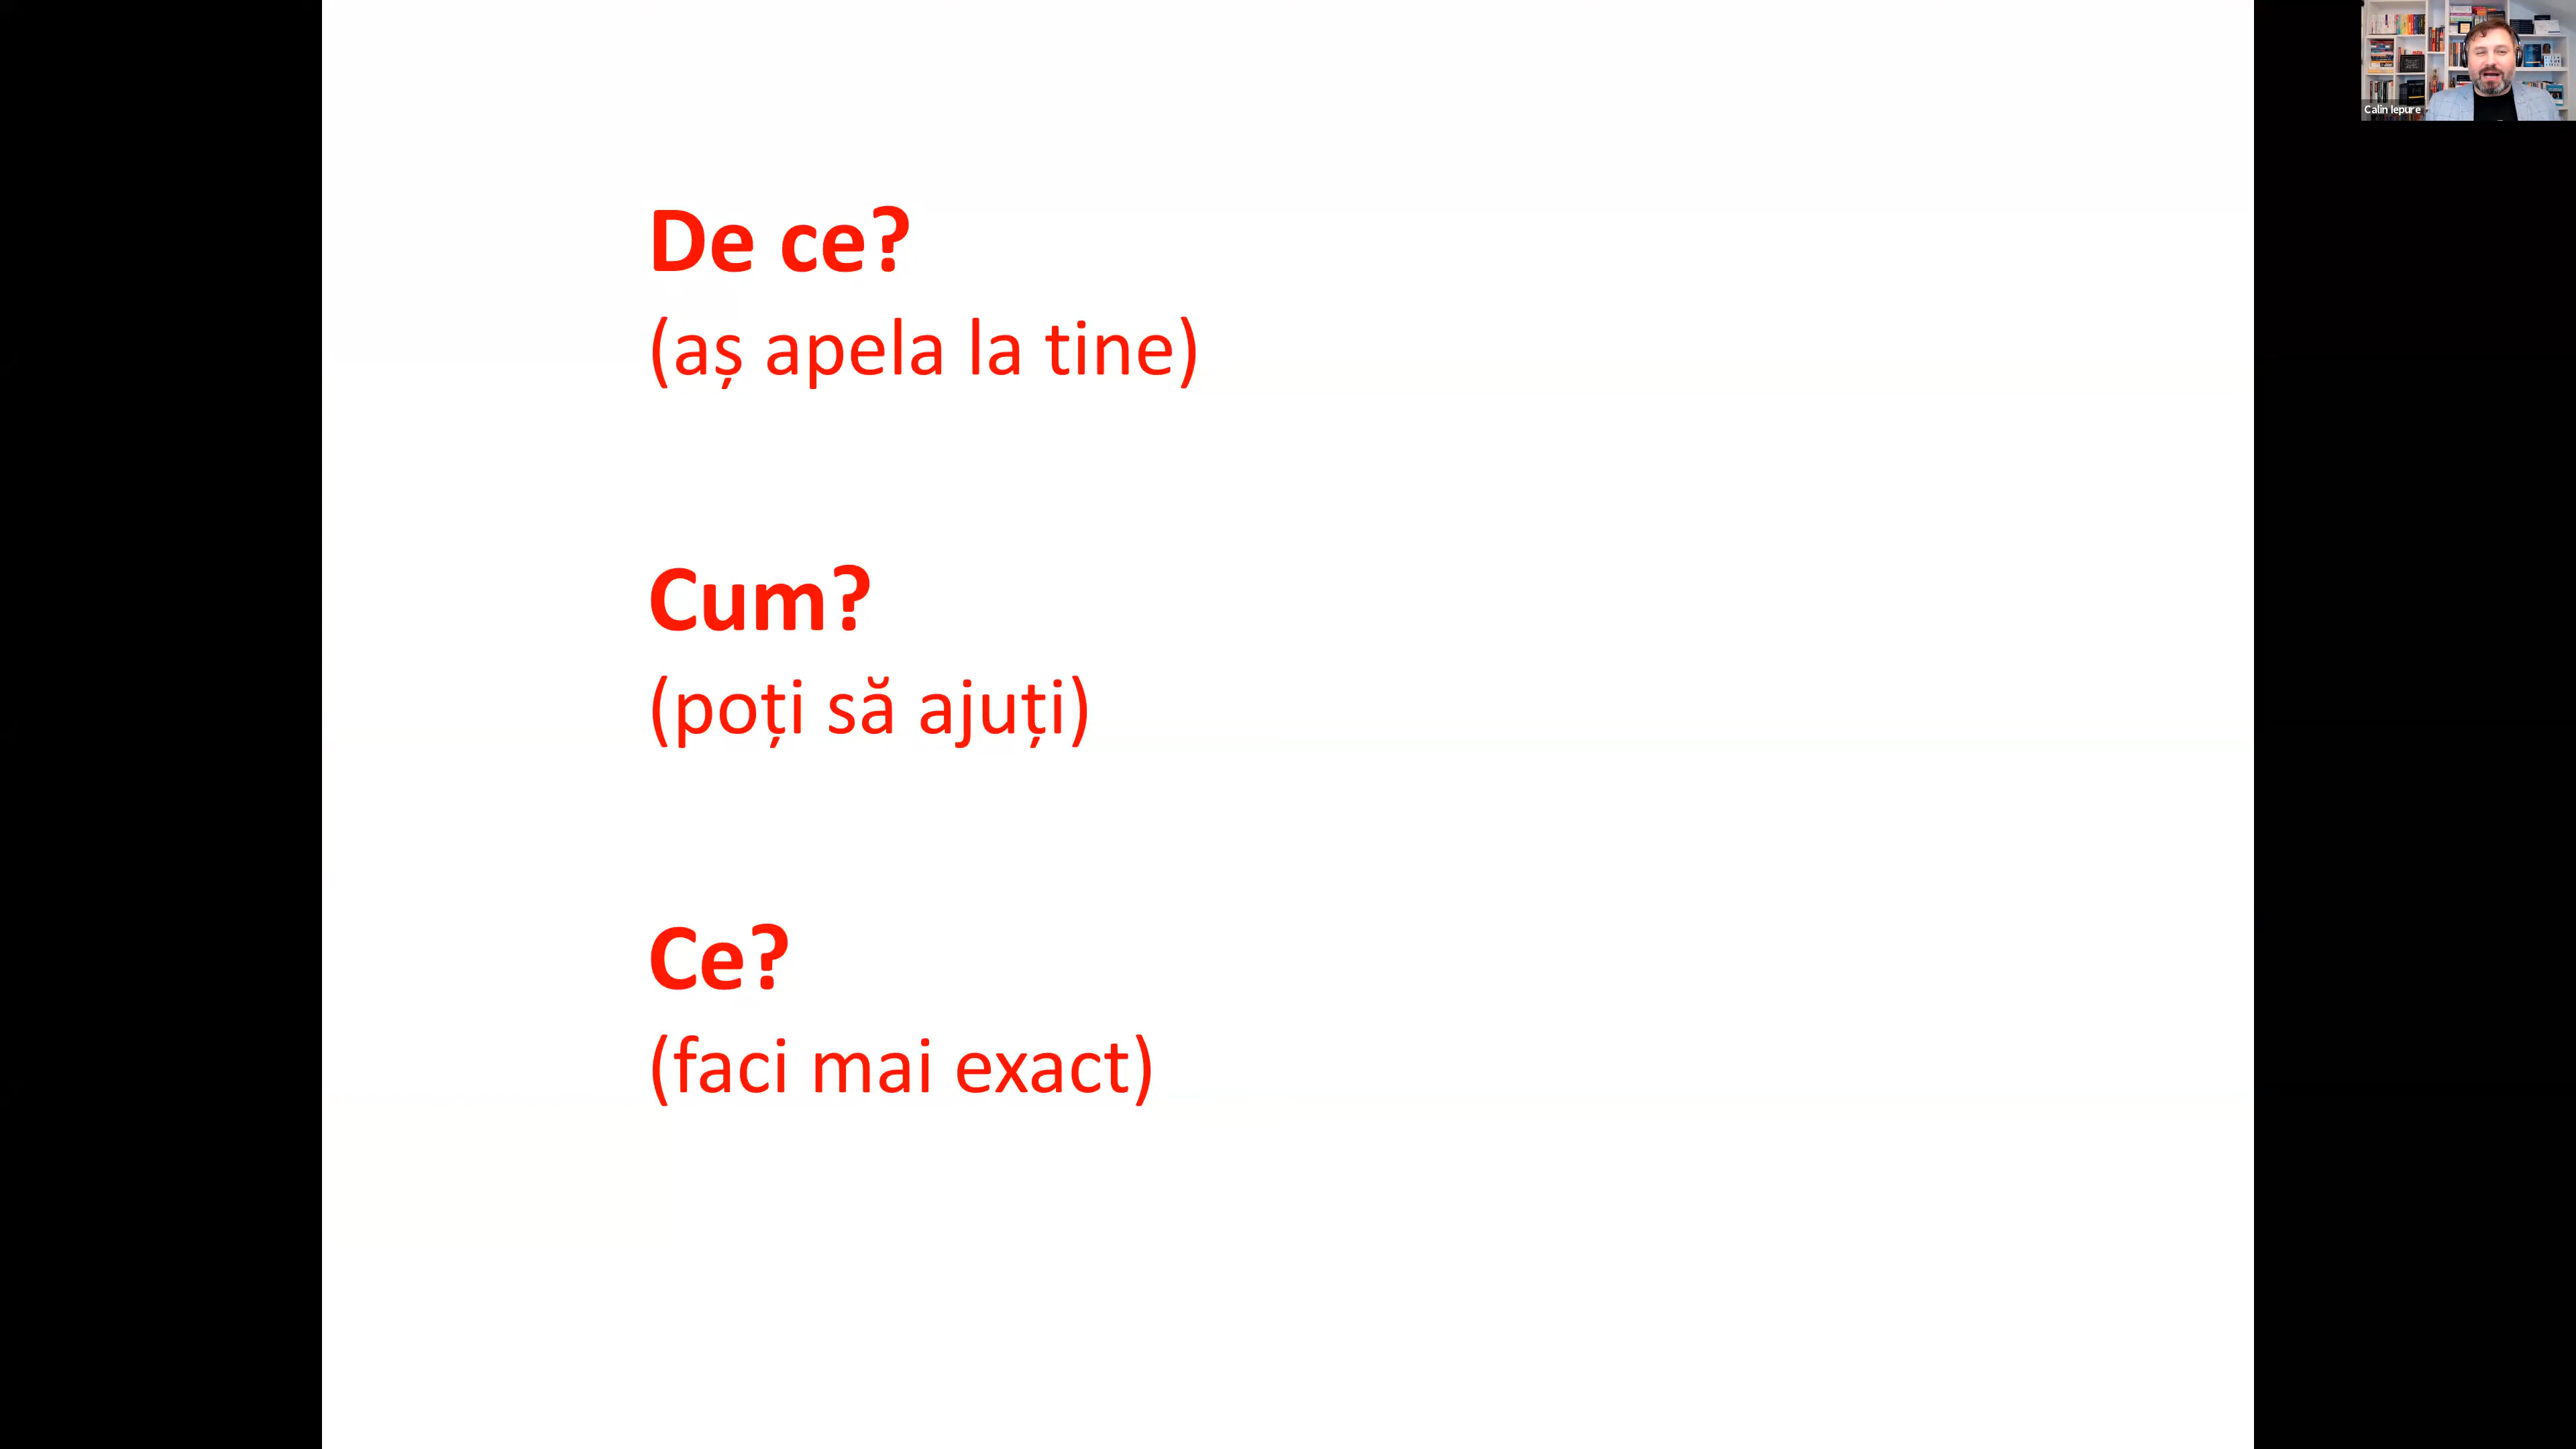 Calin Iepure
De ce?
(aș apela la tine)
Cum?
(poți să ajuți)
Ce?
(faci mai exact)